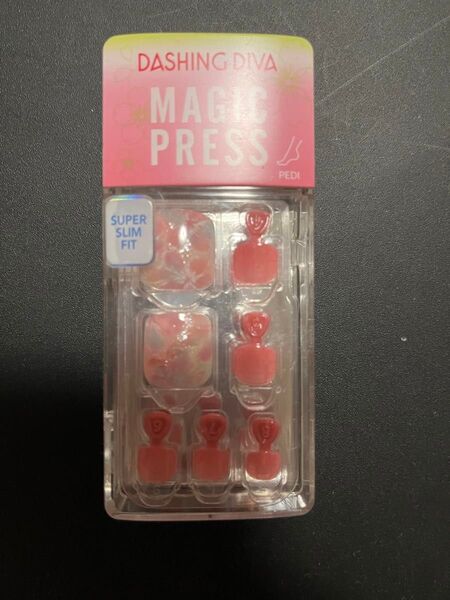 DASHING DIVA
MAGIC
PRESS
PEDI
SUPER
SLIM
FIT